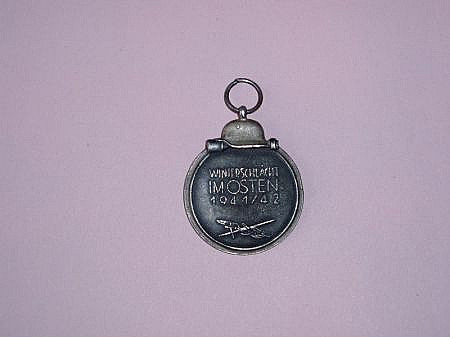 WINTERSCHLACHT
IM OSTEN
1941/42